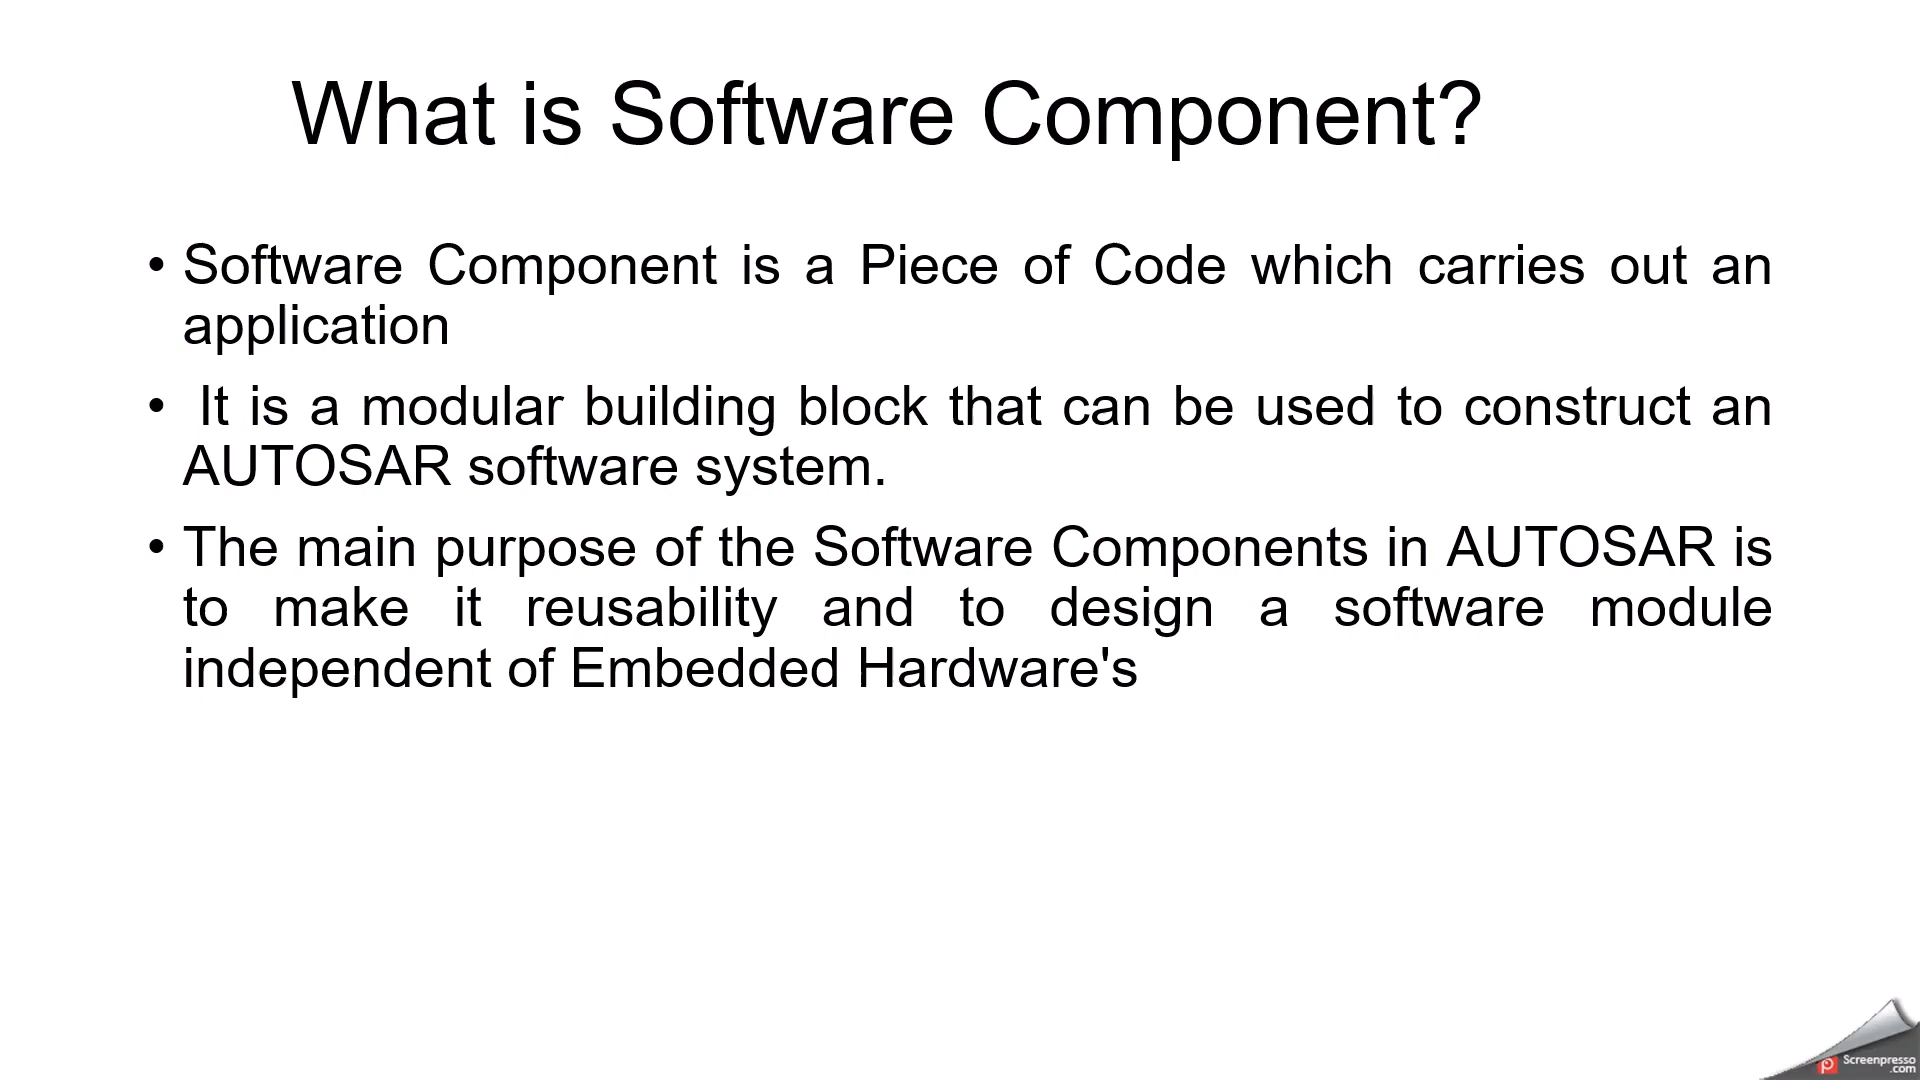 What is Software Component?
• Software Component is a Piece of Code which carries out an
application
• It is a modular building block that can be used to construct an
AUTOSAR software system.
• The main purpose of the Software Components in AUTOSAR is
to make it reusability and to design a software module
independent of Embedded Hardware's
Screenpresso
.com